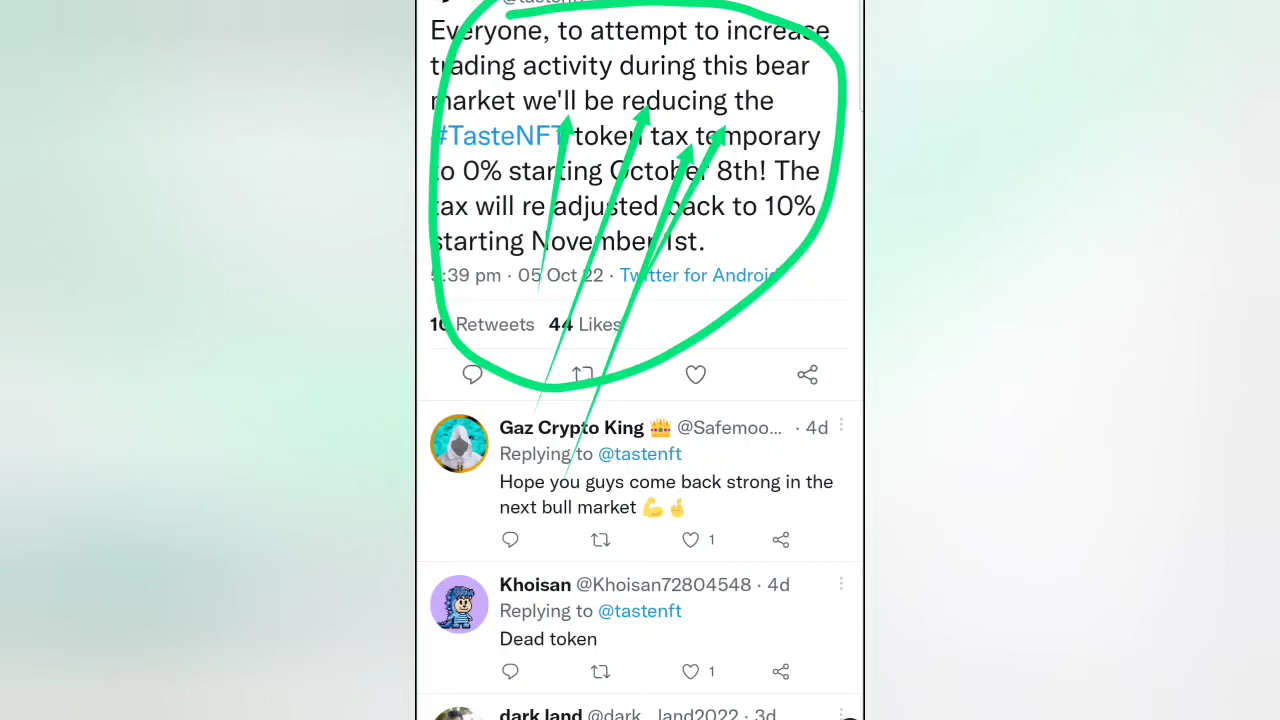 Everyone, to attempt to increase
trading activity during this bear
market we'll be reducing the
#TasteNFT token tax temporary
to 0% starting October 8th! The
tax will re adjusted back to 10%
starting November 1st.
5:39 pm · 05 Oct 22 · Twitter for Android
Retweets 44 Likes
Gaz Crypto King 👑 @Safemoo... · 4d
Replying to @tastenft
Hope you guys come back strong in the
next bull market 💪🤞
1
Khoisan @Khoisan72804548 · 4d
Replying to @tastenft
Dead token
1
dark land @dark_land2022 · 3d